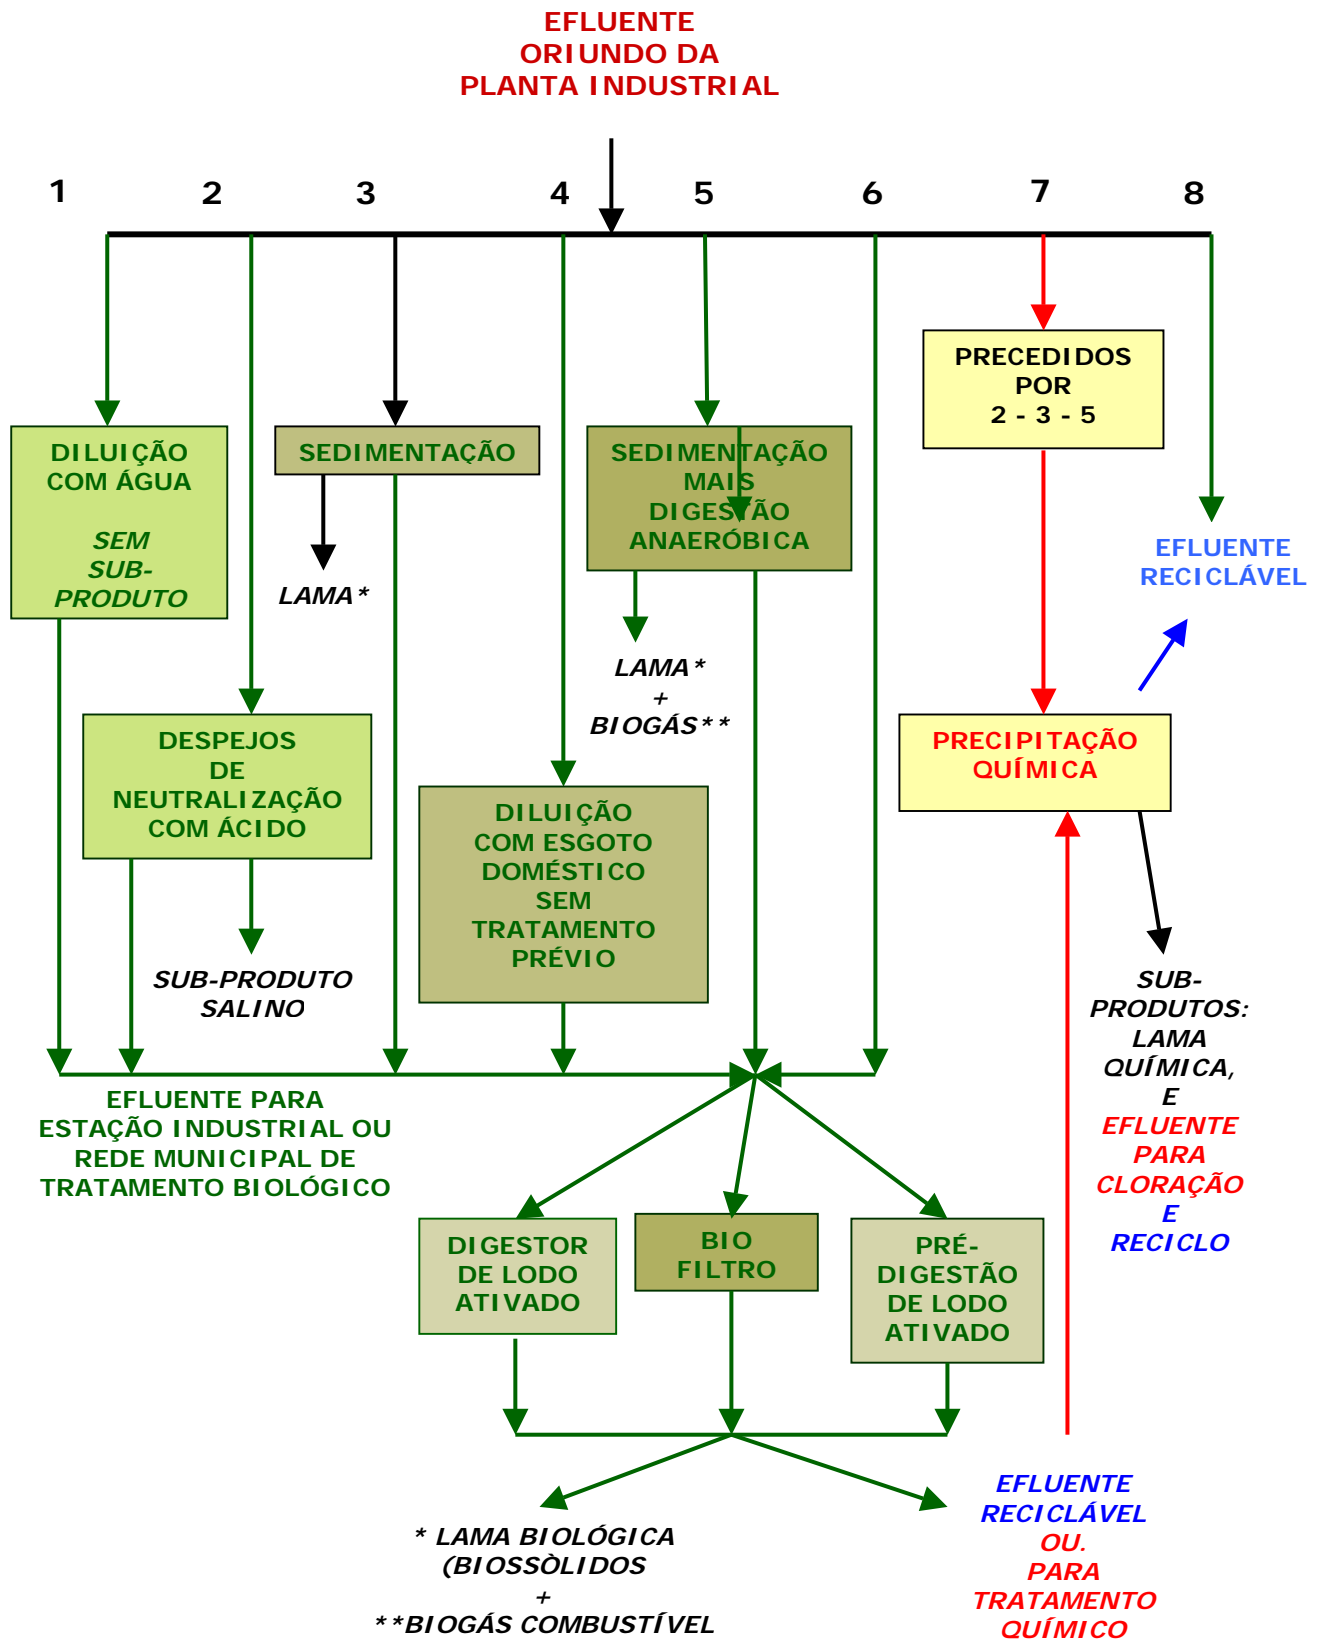 EFLUENTE
ORIUNDO DA
PLANTA INDUSTRIAL
1 2 3 4 5 6 7 8
PRECEDIDOS
POR
2 - 3 - 5
DILUIÇÃO
COM ÁGUA
SEM
SUB-
PRODUTO
SEDIMENTAÇÃO
LAMA*
SEDIMENTAÇÃO
MAIS
DIGESTÃO
ANAERÓBICA
LAMA*
+
BIOGÁS**
EFLUENTE
RECICLÁVEL
DESPEJOS
DE
NEUTRALIZAÇÃO
COM ÁCIDO
SUB-PRODUTO
SALINO
DILUIÇÃO
COM ESGOTO
DOMÉSTICO
SEM
TRATAMENTO
PRÉVIO
PRECIPITAÇÃO
QUÍMICA
SUB-
PRODUTOS:
LAMA
QUÍMICA,
E
EFLUENTE
PARA
CLORAÇÃO
E
RECICLO
EFLUENTE PARA
ESTAÇÃO INDUSTRIAL OU
REDE MUNICIPAL DE
TRATAMENTO BIOLÓGICO
DIGESTOR
DE LODO
ATIVADO
BIO
FILTRO
PRÉ-
DIGESTÃO
DE LODO
ATIVADO
* LAMA BIOLÓGICA
(BIOSSÒLIDOS
+
**BIOGÁS COMBUSTÍVEL
EFLUENTE
RECICLÁVEL
OU.
PARA
TRATAMENTO
QUÍMICO